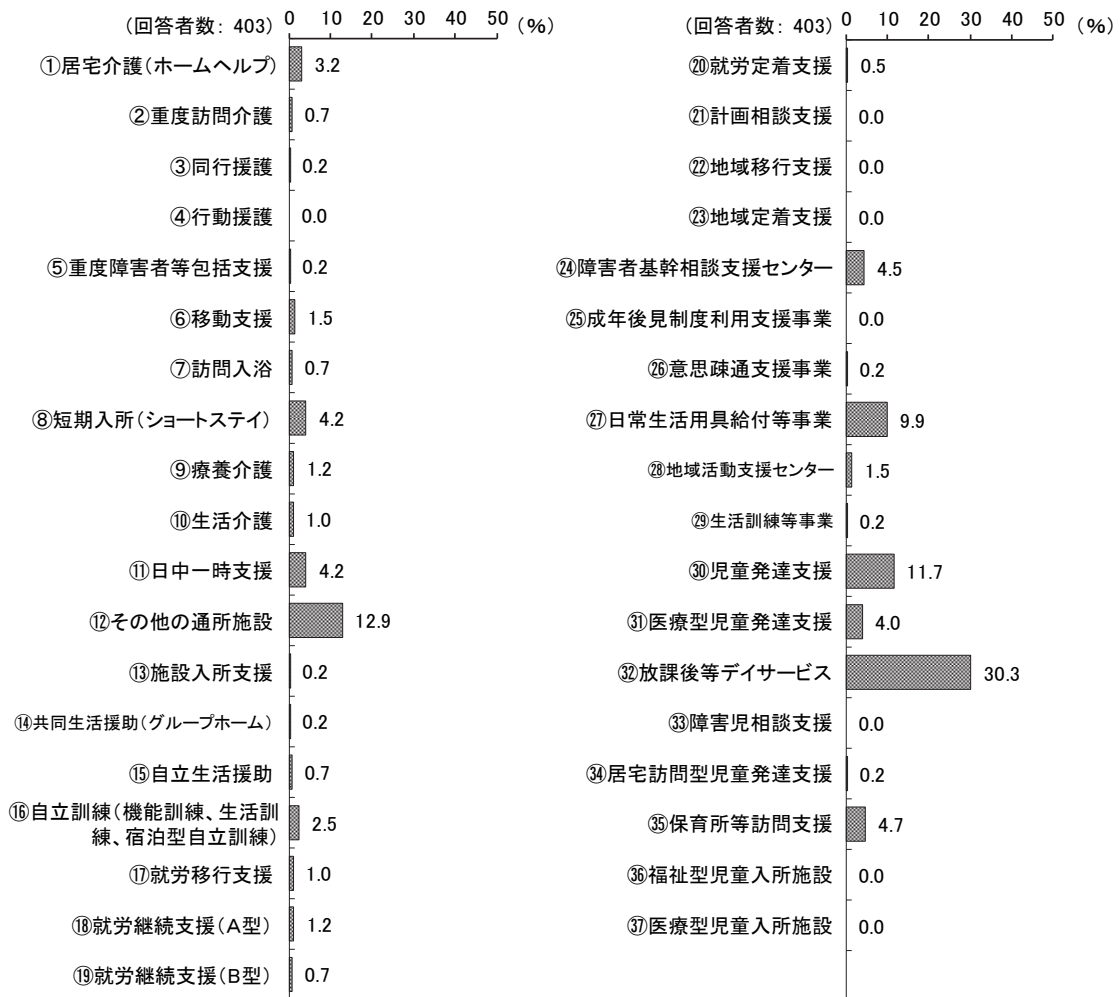 (回答者数: 403)
0 10 20 30 40 50 (%)
①居宅介護(ホームヘルプ) 3.2
②重度訪問介護 0.7
③同行援護 0.2
④行動援護 0.0
⑤重度障害者等包括支援 0.2
⑥移動支援 1.5
⑦訪問入浴 0.7
⑧短期入所(ショートステイ) 4.2
⑨療養介護 1.2
⑩生活介護 1.0
⑪日中一時支援 4.2
⑫その他の通所施設 12.9
⑬施設入所支援 0.2
⑭共同生活援助(グループホーム) 0.2
⑮自立生活援助 0.7
⑯自立訓練(機能訓練、生活訓
練、宿泊型自立訓練) 2.5
⑰就労移行支援 1.0
⑱就労継続支援(A型) 1.2
⑲就労継続支援(B型) 0.7
(回答者数: 403)
0 10 20 30 40 50 (%)
⑳就労定着支援 0.5
㉑計画相談支援 0.0
㉒地域移行支援 0.0
㉓地域定着支援 0.0
㉔障害者基幹相談支援センター 4.5
㉕成年後見制度利用支援事業 0.0
㉖意思疎通支援事業 0.2
㉗日常生活用具給付等事業 9.9
㉘地域活動支援センター 1.5
㉙生活訓練等事業 0.2
㉚児童発達支援 11.7
㉛医療型児童発達支援 4.0
㉜放課後等デイサービス 30.3
㉝障害児相談支援 0.0
㉞居宅訪問型児童発達支援 0.2
㉟保育所等訪問支援 4.7
㊱福祉型児童入所施設 0.0
㊲医療型児童入所施設 0.0